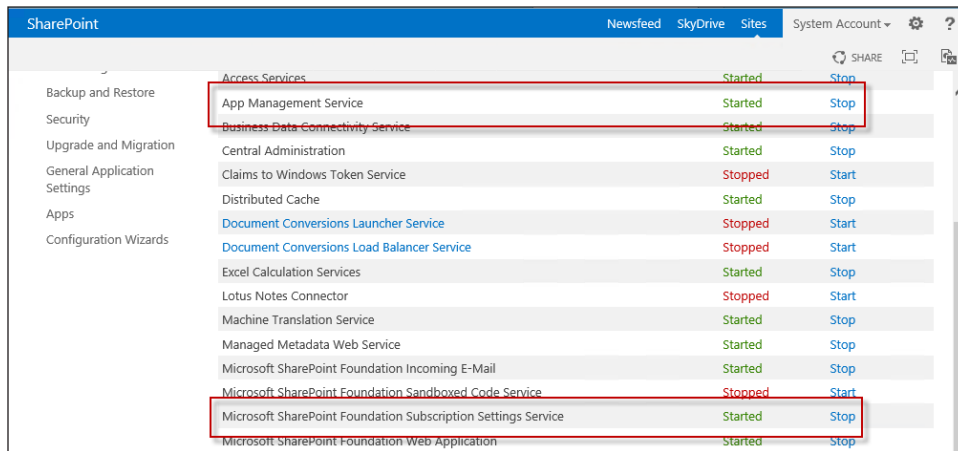 SharePoint Newsfeed SkyDrive Sites System Account ?
SHARE
Access Services Started Stop
Backup and Restore
App Management Service Started Stop
Security
Business Data Connectivity Service Started Stop
Upgrade and Migration
Central Administration Started Stop
General Application
Settings
Claims to Windows Token Service Stopped Start
Distributed Cache Started Stop
Apps
Document Conversions Launcher Service Stopped Start
Configuration Wizards
Document Conversions Load Balancer Service Stopped Start
Excel Calculation Services Started Stop
Lotus Notes Connector Stopped Start
Machine Translation Service Started Stop
Managed Metadata Web Service Started Stop
Microsoft SharePoint Foundation Incoming E-Mail Started Stop
Microsoft SharePoint Foundation Sandboxed Code Service Stopped Start
Microsoft SharePoint Foundation Subscription Settings Service Started Stop
Microsoft SharePoint Foundation Web Application Started Stop